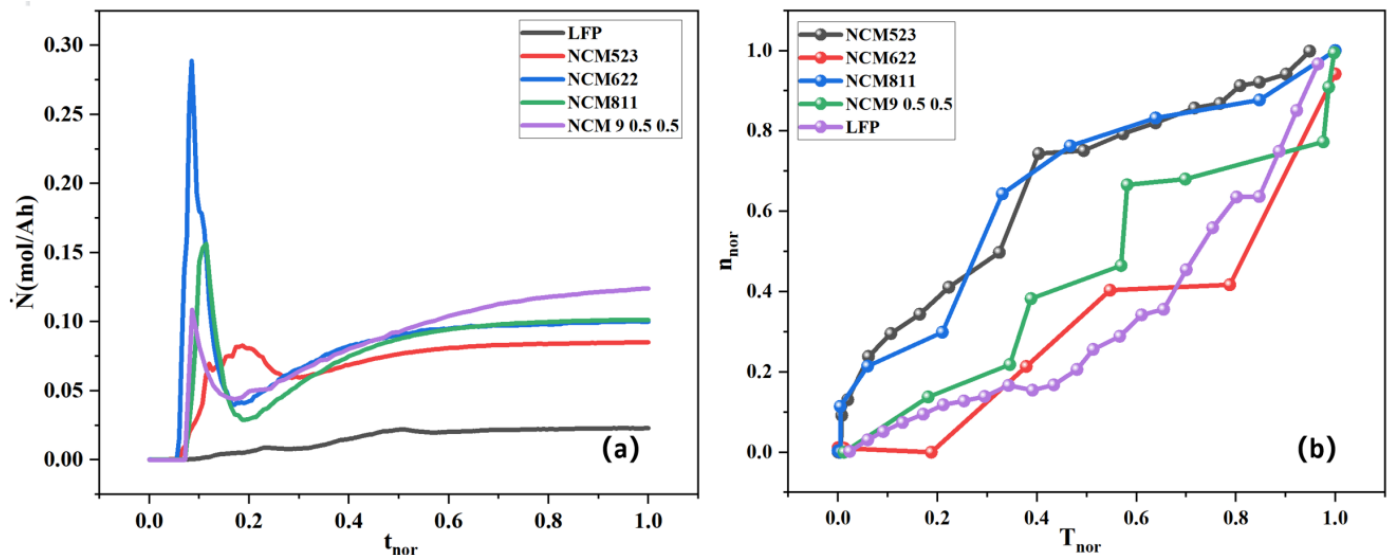 LFP
NCM523
NCM622
NCM811
NCM 9 0.5 0.5
0.30
0.25
0.20
0.15
0.10
0.05
0.00
Ṅ(mol/Ah)
0.0 0.2 0.4 0.6 0.8 1.0
t_nor
(a)
NCM523
NCM622
NCM811
NCM9 0.5 0.5
LFP
1.0
0.8
0.6
0.4
0.2
0.0
n_nor
0.0 0.2 0.4 0.6 0.8 1.0
T_nor
(b)